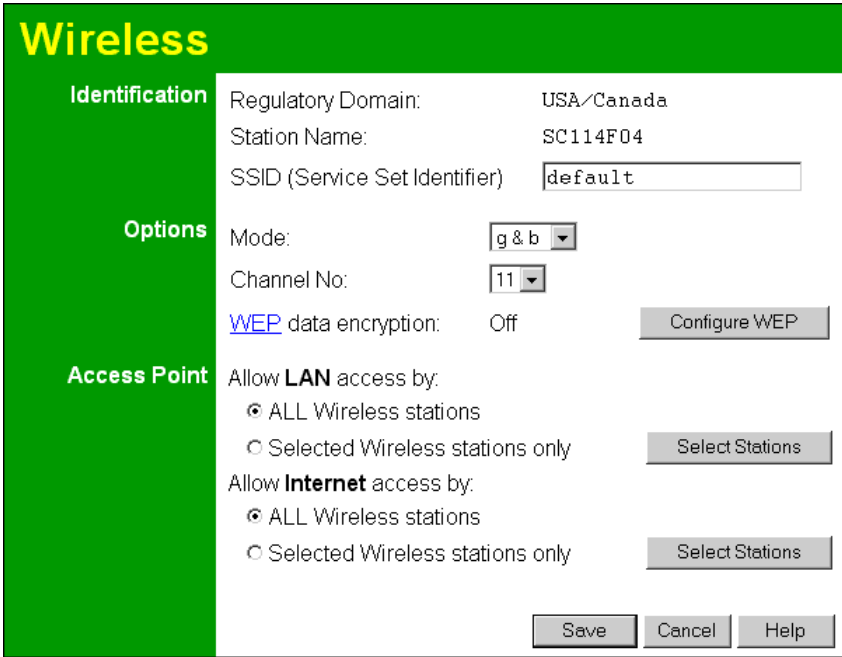 Wireless
Identification
Regulatory Domain: USA/Canada
Station Name: SC114F04
SSID (Service Set Identifier) default
Options
Mode: g & b
Channel No: 11
WEP data encryption: Off Configure WEP
Access Point
Allow LAN access by:
ALL Wireless stations
Selected Wireless stations only Select Stations
Allow Internet access by:
ALL Wireless stations
Selected Wireless stations only Select Stations
Save Cancel Help